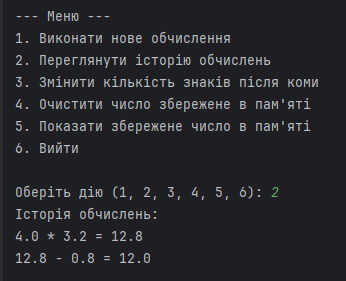 --- Меню ---
1. Виконати нове обчислення
2. Переглянути історію обчислень
3. Змінити кількість знаків після коми
4. Очистити число збережене в пам'яті
5. Показати збережене число в пам'яті
6. Вийти
Оберіть дію (1, 2, 3, 4, 5, 6): 2
Історія обчислень:
4.0 * 3.2 = 12.8
12.8 - 0.8 = 12.0